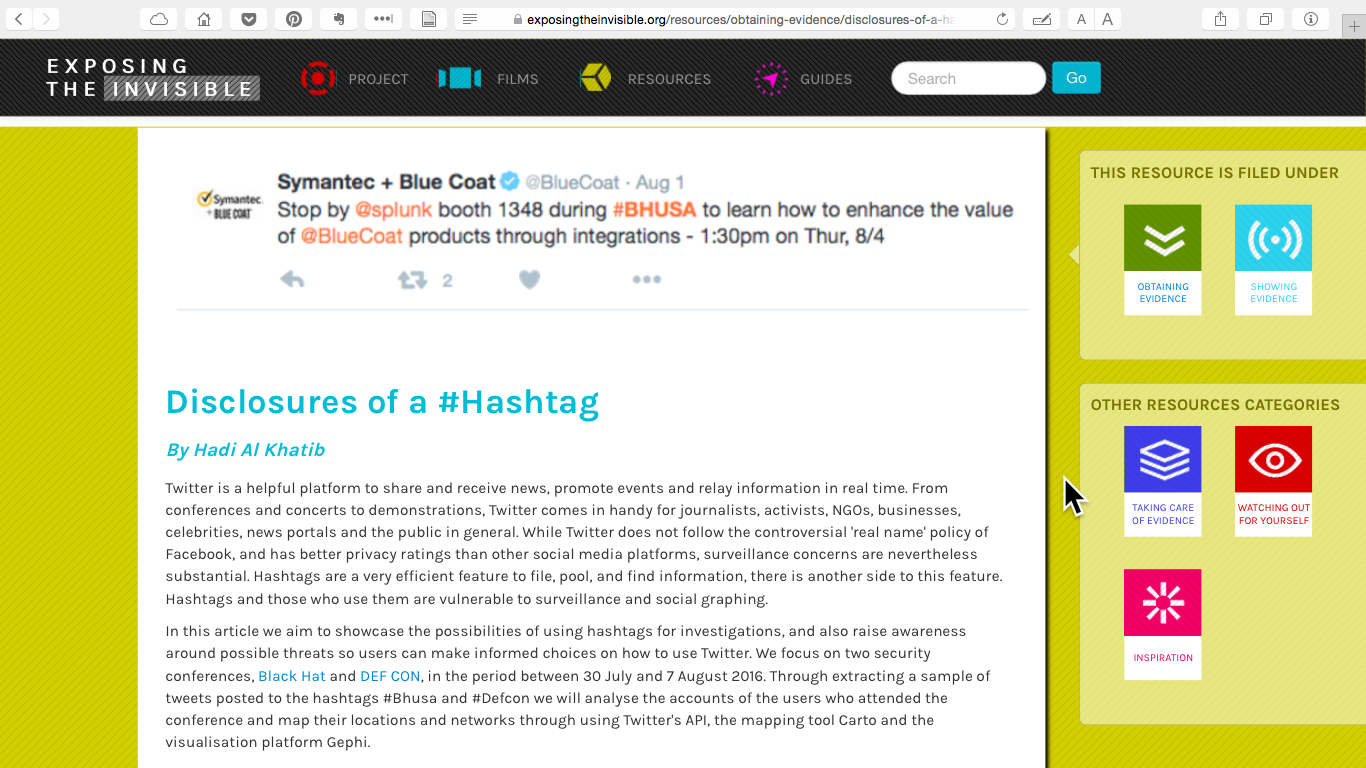 exposingtheinvisible.org/resources/obtaining-evidence/disclosures-of-a-ha
A A
EXPOSING
THE INVISIBLE
PROJECT
FILMS
RESOURCES
GUIDES
Search
Go
Symantec + Blue Coat @BlueCoat · Aug 1
Symantec.
+ BLUE COAT
Stop by @splunk booth 1348 during #BHUSA to learn how to enhance the value
of @BlueCoat products through integrations - 1:30pm on Thur, 8/4
2
Disclosures of a #Hashtag
By Hadi Al Khatib
Twitter is a helpful platform to share and receive news, promote events and relay information in real time. From
conferences and concerts to demonstrations, Twitter comes in handy for journalists, activists, NGOs, businesses,
celebrities, news portals and the public in general. While Twitter does not follow the controversial 'real name' policy of
Facebook, and has better privacy ratings than other social media platforms, surveillance concerns are nevertheless
substantial. Hashtags are a very efficient feature to file, pool, and find information, there is another side to this feature.
Hashtags and those who use them are vulnerable to surveillance and social graphing.
In this article we aim to showcase the possibilities of using hashtags for investigations, and also raise awareness
around possible threats so users can make informed choices on how to use Twitter. We focus on two security
conferences, Black Hat and DEF CON, in the period between 30 July and 7 August 2016. Through extracting a sample of
tweets posted to the hashtags #Bhusa and #Defcon we will analyse the accounts of the users who attended the
conference and map their locations and networks through using Twitter's API, the mapping tool Carto and the
visualisation platform Gephi.
THIS RESOURCE IS FILED UNDER
OBTAINING
EVIDENCE
SHOWING
EVIDENCE
OTHER RESOURCES CATEGORIES
TAKING CARE
OF EVIDENCE
WATCHING OUT
FOR YOURSELF
INSPIRATION